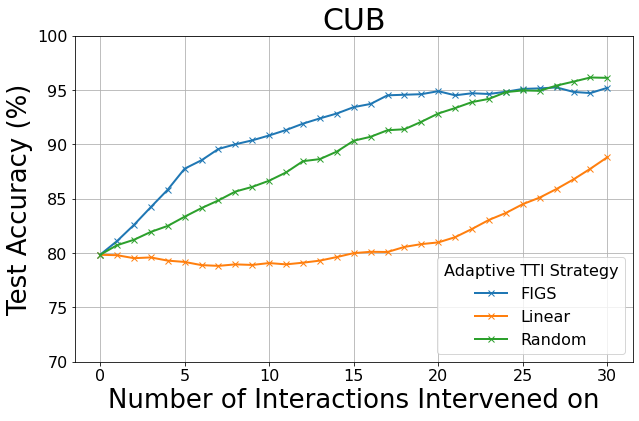 CUB
Test Accuracy (%)
100
95
90
85
80
75
70
0 5 10 15 20 25 30
Number of Interactions Intervened on
Adaptive TTI Strategy
FIGS
Linear
Random